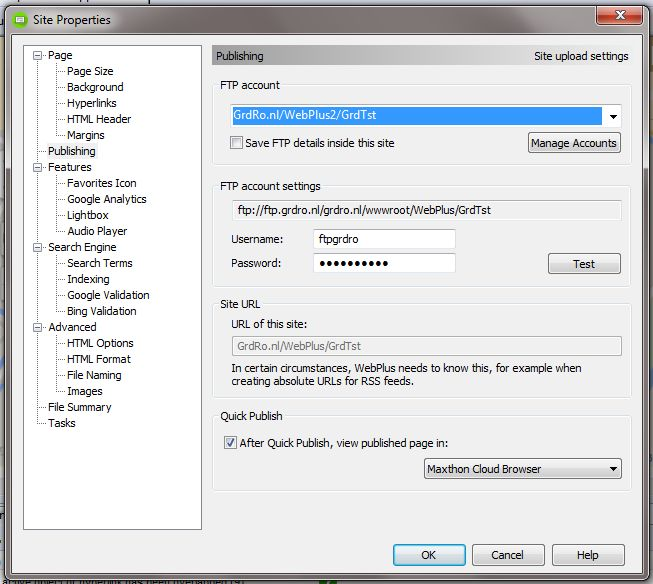 Site Properties
Page
Page Size
Background
Hyperlinks
HTML Header
Margins
Publishing
Features
Favorites Icon
Google Analytics
Lightbox
Audio Player
Search Engine
Search Terms
Indexing
Google Validation
Bing Validation
Advanced
HTML Options
HTML Format
File Naming
Images
File Summary
Tasks
Publishing Site upload settings
FTP account
GrdRo.nl/WebPlus2/GrdTst
Save FTP details inside this site Manage Accounts
FTP account settings
ftp://ftp.grdro.nl/grdro.nl/wwwroot/WebPlus/GrdTst
Username: ftpgrdro
Password: ●●●●●●●●●●
Test
Site URL
URL of this site:
GrdRo.nl/WebPlus/GrdTst
In certain circumstances, WebPlus needs to know this, for example when
creating absolute URLs for RSS feeds.
Quick Publish
After Quick Publish, view published page in:
Maxthon Cloud Browser
OK Cancel Help